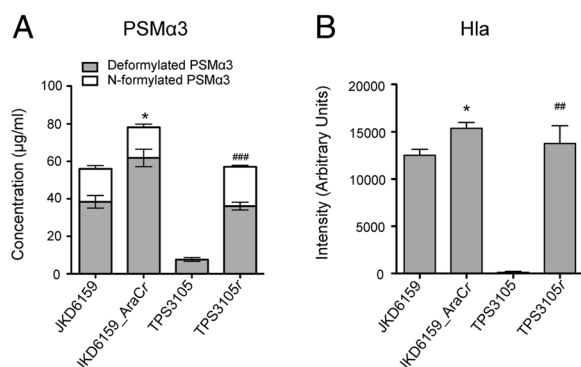 A
PSMα3
Deformylated PSMα3
N-formylated PSMα3
Concentration (µg/ml)
100
80
60
40
20
0
*
###
JKD6159
JKD6159_AraCr
TPS3105
TPS3105r
B
Hla
Intensity (Arbitrary Units)
20000
15000
10000
5000
0
*
##
JKD6159
JKD6159_AraCr
TPS3105
TPS3105r